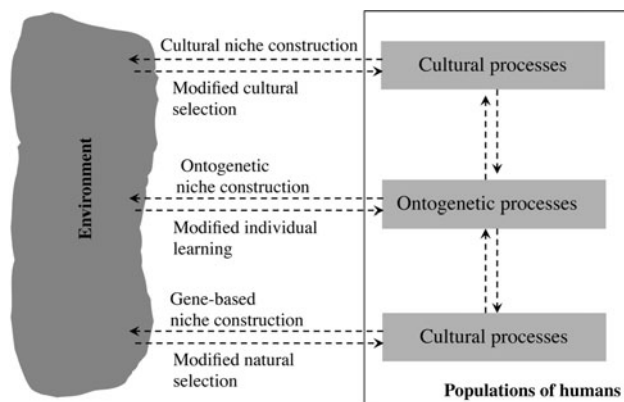 Cultural niche construction
Modified cultural
selection
Cultural processes
Environment
Ontogenetic
niche construction
Modified individual
learning
Ontogenetic processes
Gene-based
niche construction
Modified natural
selection
Cultural processes
Populations of humans